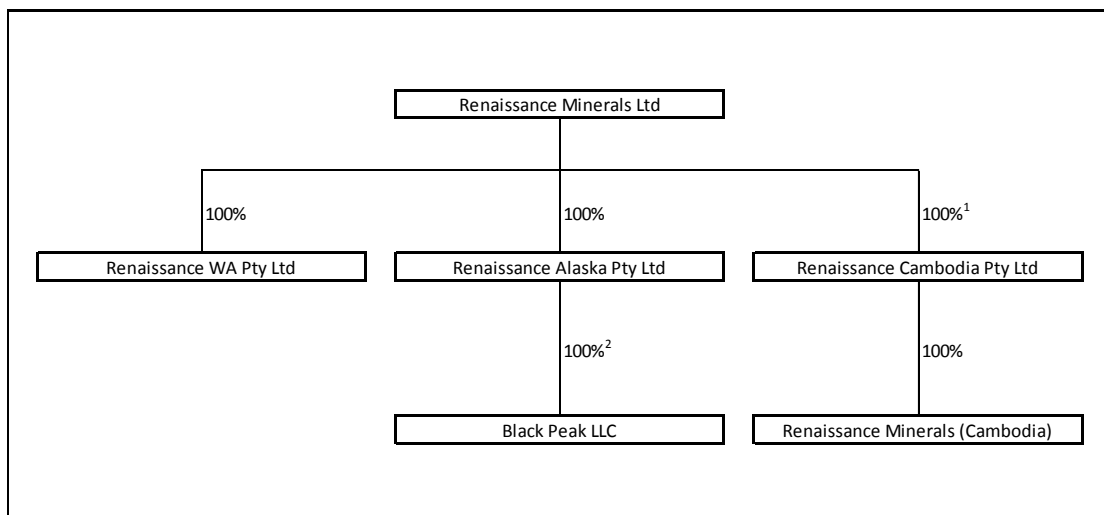 Renaissance Minerals Ltd
100%
100%
100%¹
Renaissance WA Pty Ltd
Renaissance Alaska Pty Ltd
Renaissance Cambodia Pty Ltd
100%²
100%
Black Peak LLC
Renaissance Minerals (Cambodia)